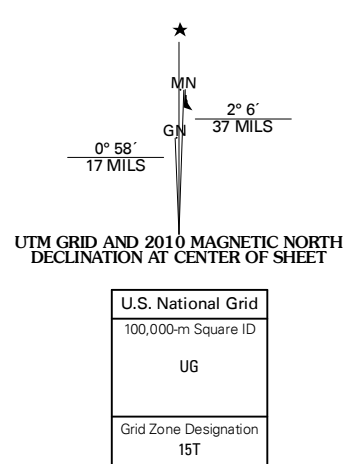 MN
2° 6´
37 MILS
GN
0° 58´
17 MILS
UTM GRID AND 2010 MAGNETIC NORTH
DECLINATION AT CENTER OF SHEET
U.S. National Grid
100,000-m Square ID
UG
Grid Zone Designation
15T